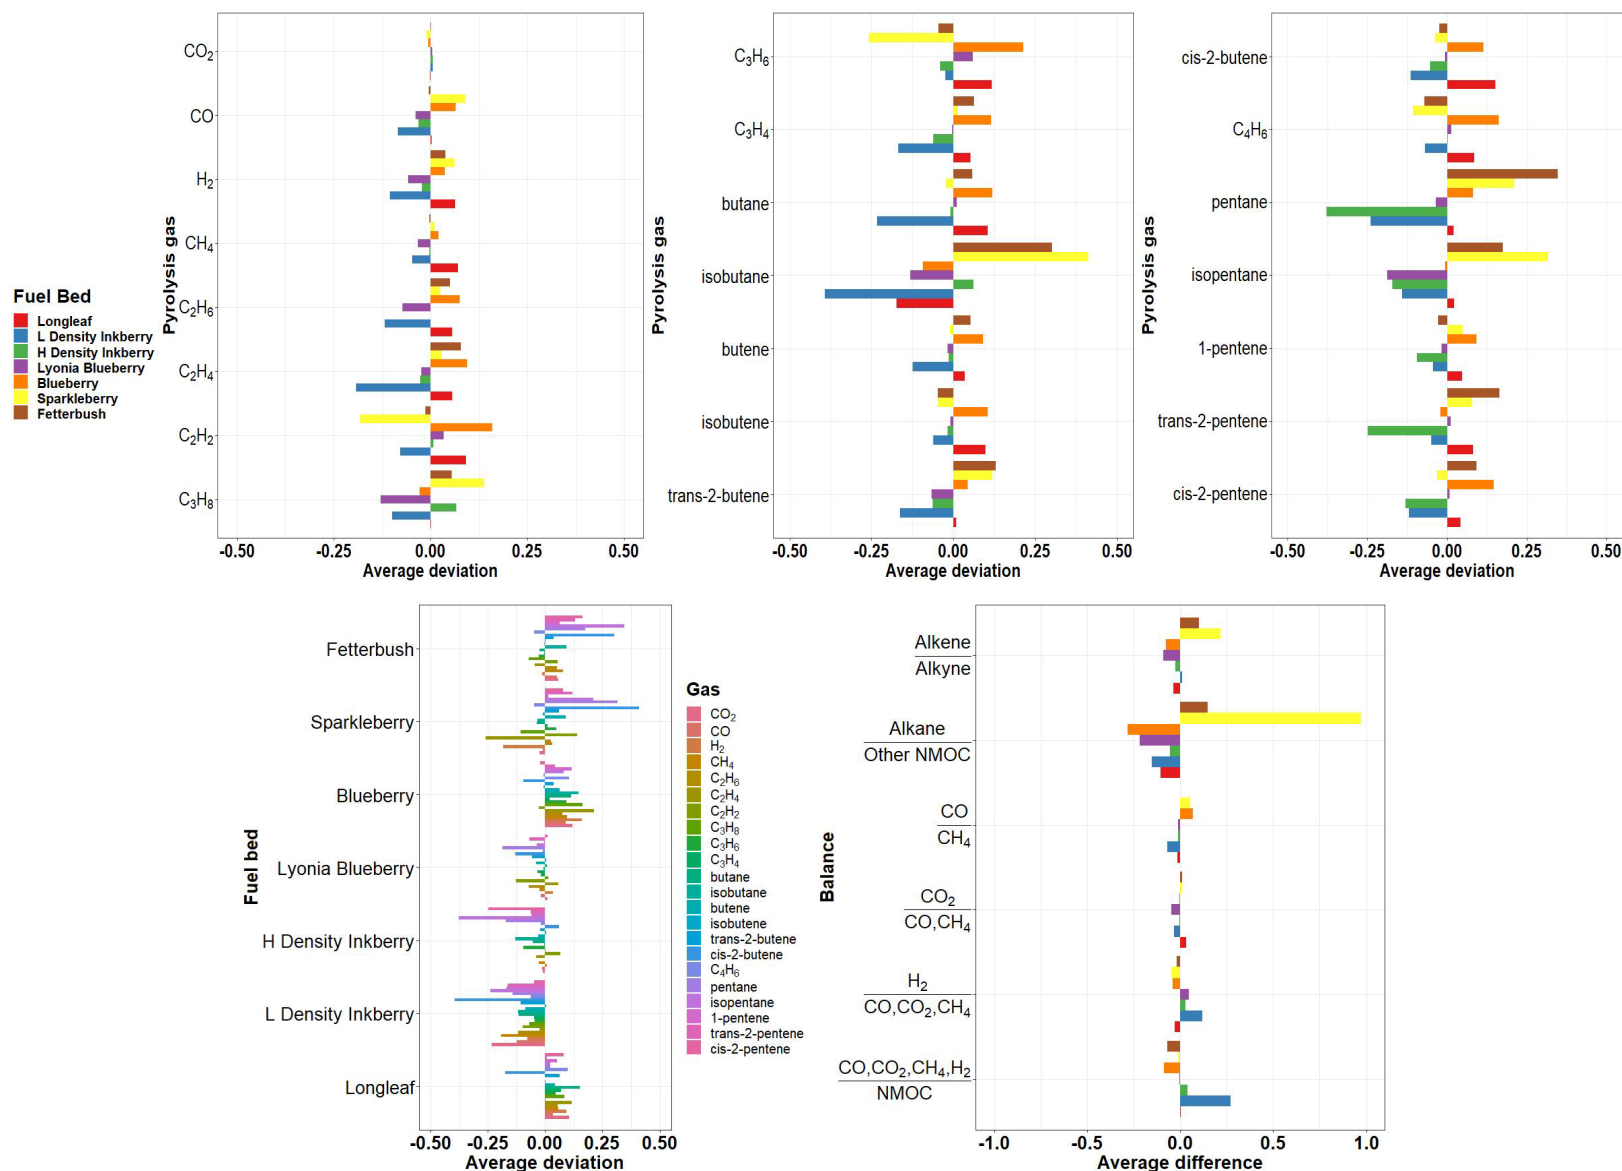 Fuel Bed
Longleaf
L Density Inkberry
H Density Inkberry
Lyonia Blueberry
Blueberry
Sparkleberry
Fetterbush
Pyrolysis gas
CO₂
CO
H₂
CH₄
C₂H₆
C₂H₄
C₂H₂
C₃H₈
-0.50 -0.25 0.00 0.25 0.50
Average deviation
Pyrolysis gas
C₃H₆
C₃H₄
butane
isobutane
butene
isobutene
trans-2-butene
-0.50 -0.25 0.00 0.25 0.50
Average deviation
Pyrolysis gas
cis-2-butene
C₄H₆
pentane
isopentane
1-pentene
trans-2-pentene
cis-2-pentene
-0.50 -0.25 0.00 0.25 0.50
Average deviation
Fuel bed
Fetterbush
Sparkleberry
Blueberry
Lyonia Blueberry
H Density Inkberry
L Density Inkberry
Longleaf
-0.50 -0.25 0.00 0.25 0.50
Average deviation
Gas
CO₂
CO
H₂
CH₄
C₂H₆
C₂H₄
C₂H₂
C₃H₈
C₃H₆
C₃H₄
butane
isobutane
butene
isobutene
trans-2-butene
cis-2-butene
C₄H₆
pentane
isopentane
1-pentene
trans-2-pentene
cis-2-pentene
Balance
Alkene
Alkyne
Alkane
Other NMOC
CO
CH₄
CO₂
CO,CH₄
H₂
CO,CO₂,CH₄
CO,CO₂,CH₄,H₂
NMOC
-1.0 -0.5 0.0 0.5 1.0
Average difference